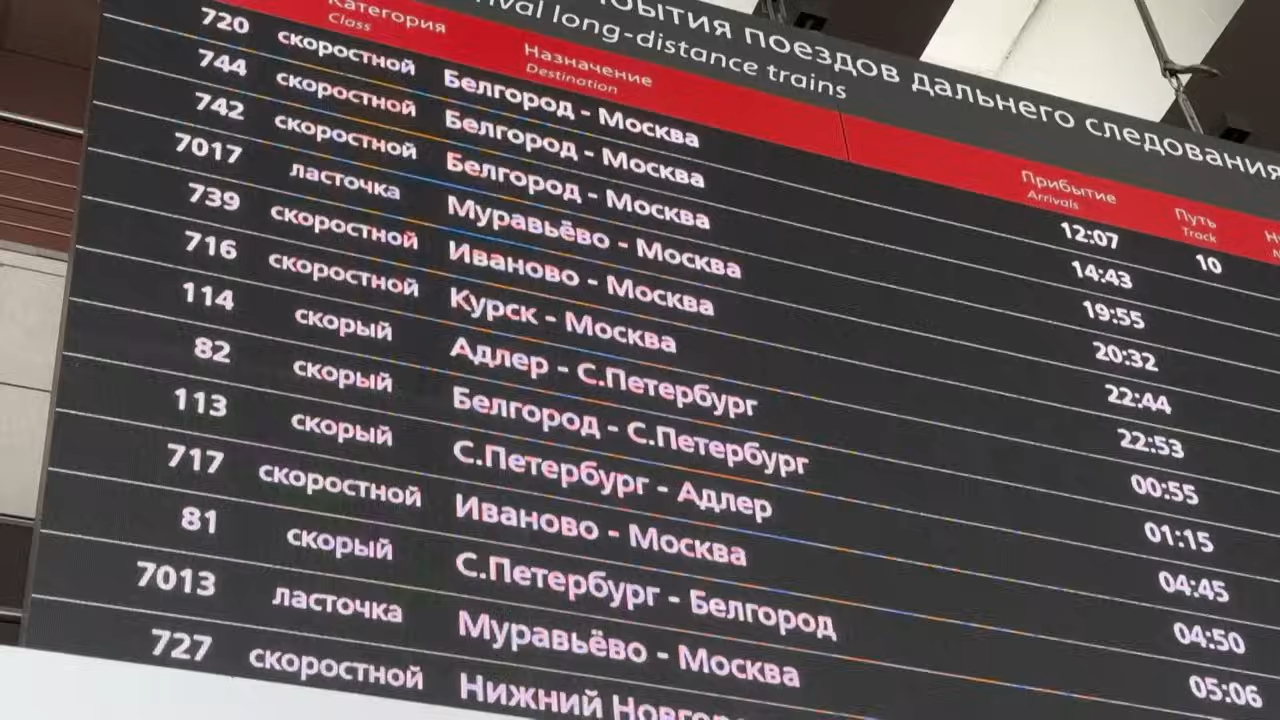 бытия поездов дальнего следования
ival long-distance trains
Категория Назначение Прибытие Путь
Class Destination Arrivals Track
720 скоростной Белгород - Москва 12:07 10
744 скоростной Белгород - Москва 14:43
742 скоростной Белгород - Москва 19:55
7017 ласточка Муравьёво - Москва 20:32
739 скоростной Иваново - Москва 22:44
716 скоростной Курск - Москва 22:53
114 скорый Адлер - С.Петербург 00:55
82 скорый Белгород - С.Петербург 01:15
113 скорый С.Петербург - Адлер 04:45
717 скоростной Иваново - Москва 04:50
81 скорый С.Петербург - Белгород 05:06
7013 ласточка Муравьёво - Москва
727 скоростной Нижний Новгор